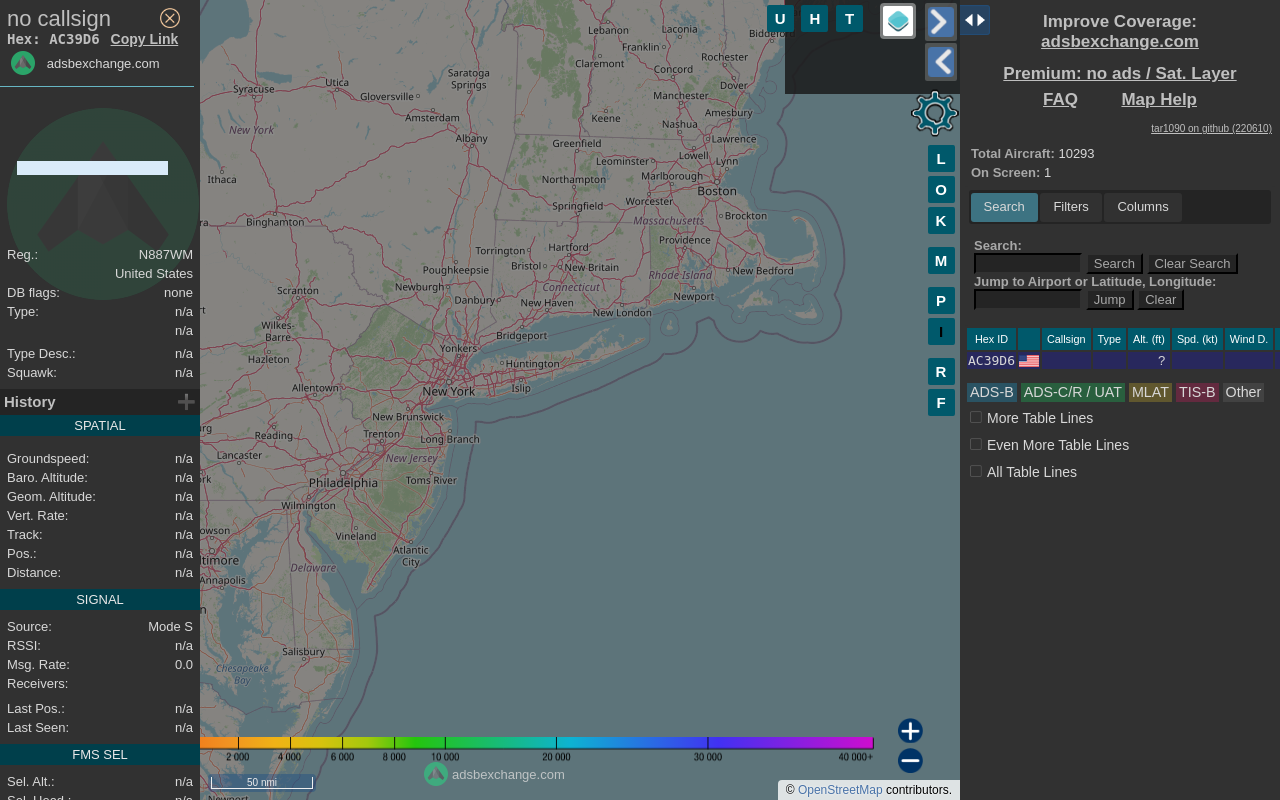 no callsign
Hex: AC39D6 Copy Link
adsbexchange.com
Reg.: N887WM
United States
DB flags: none
Type: n/a
n/a
Type Desc.: n/a
Squawk: n/a
History
SPATIAL
Groundspeed: n/a
Baro. Altitude: n/a
Geom. Altitude: n/a
Vert. Rate: n/a
Track: n/a
Pos.: n/a
Distance: n/a
SIGNAL
Source: Mode S
RSSI: n/a
Msg. Rate: 0.0
Receivers:
Last Pos.: n/a
Last Seen: n/a
FMS SEL
Sel. Alt.: n/a
U H T
L
O
K
M
P
I
R
F
Lebanon
Laconia
Franklin
Claremont
Rochester
Concord
Dover
Saratoga
Springs
Utica
Syracuse
Gloversville
Manchester
Amesbury
Amsterdam
Keene
Nashua
New York
Albany
Greenfield
Lawrence
Lowell
Leominster
Lynn
Ithaca
Northampton
Marlborough
Boston
Springfield
Worcester
Binghamton
Massachusetts
Brockton
Providence
Torrington
Hartford
Bristol
New Britain
Poughkeepsie
Rhode Island
New Bedford
Newburgh
Connecticut
Scranton
Danbury
New Haven
Newport
New London
Wilkes-
Barre
Bridgeport
Yonkers
Hazleton
Huntington
Allentown
New York
Islip
New Brunswick
Reading
Trenton
Long Branch
Lancaster
New Jersey
Philadelphia
Toms River
Wilmington
Vineland
Atlantic
City
Delaware
Annapolis
Salisbury
Chesapeake
Bay
2 000 4 000 6 000 8 000 10 000 20 000 30 000 40 000+
50 nmi
adsbexchange.com
© OpenStreetMap contributors.
Improve Coverage:
adsbexchange.com
Premium: no ads / Sat. Layer
FAQ Map Help
tar1090 on github (220610)
Total Aircraft: 10293
On Screen: 1
Search Filters Columns
Search:
Search Clear Search
Jump to Airport or Latitude, Longitude:
Jump Clear
Hex ID Callsign Type Alt. (ft) Spd. (kt) Wind D.
AC39D6 ?
ADS-B ADS-C/R / UAT MLAT TIS-B Other
More Table Lines
Even More Table Lines
All Table Lines